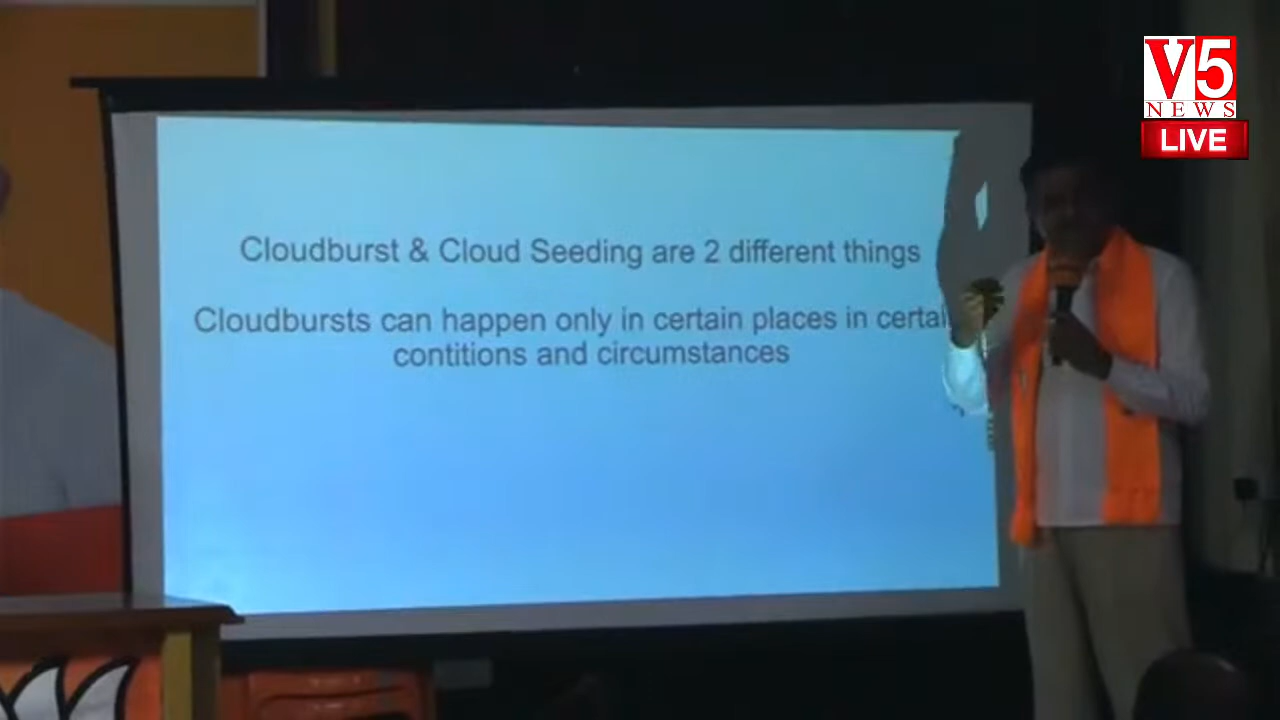 V5
NEWS
LIVE
Cloudburst & Cloud Seeding are 2 different things
Cloudbursts can happen only in certain places in certai
contitions and circumstances